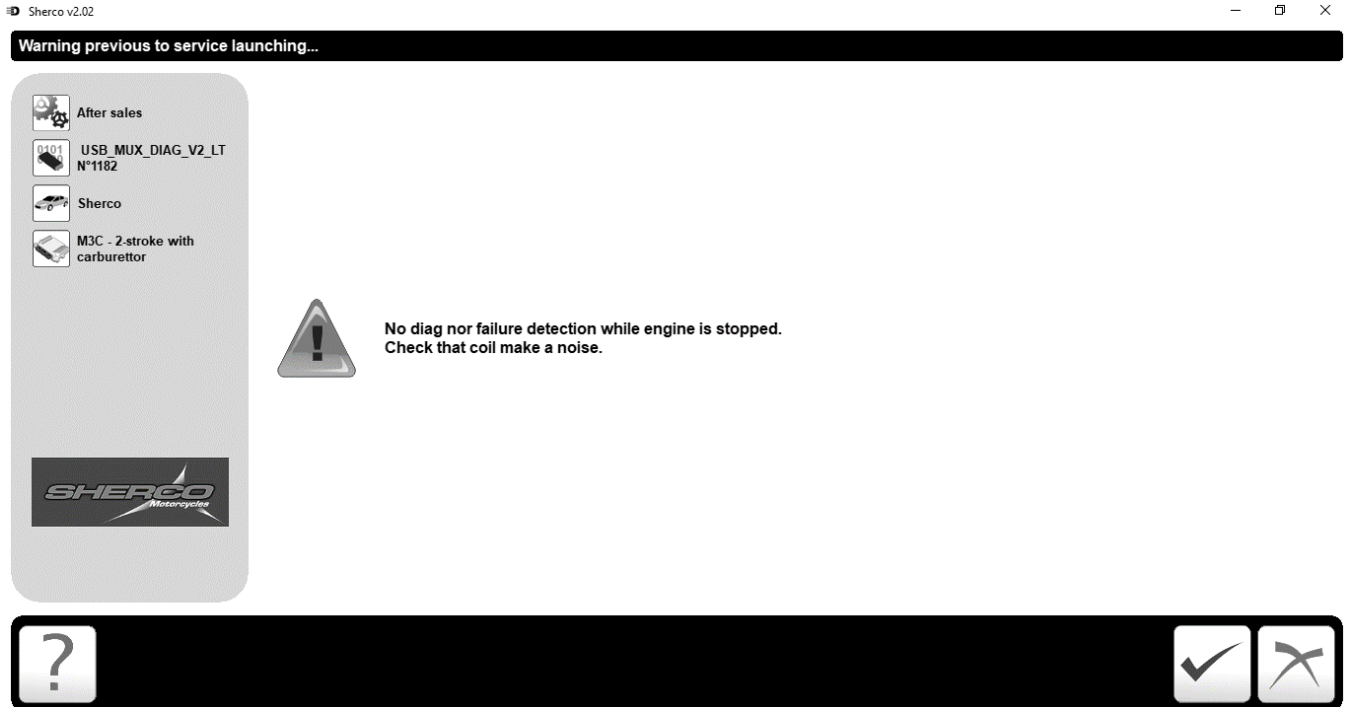 Sherco v2.02
Warning previous to service launching...
After sales
USB_MUX_DIAG_V2_LT
N°1182
Sherco
M3C - 2-stroke with
carburettor
No diag nor failure detection while engine is stopped.
Check that coil make a noise.
SHERCO
Motorcycles